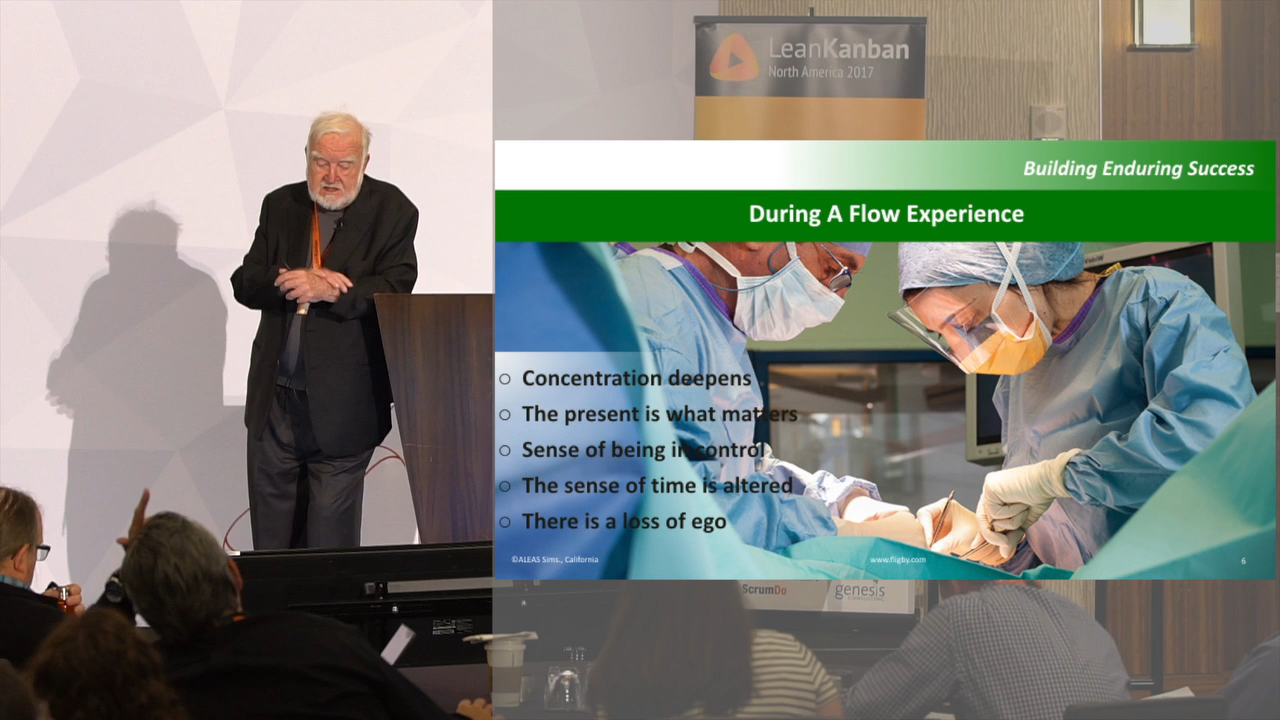 LeanKanban
North America 2017
Building Enduring Success
During A Flow Experience
○ Concentration deepens
○ The present is what matters
○ Sense of being in control
○ The sense of time is altered
○ There is a loss of ego
©ALEAS Sims., California
www.fligby.com
6
ScrumDo
genesis